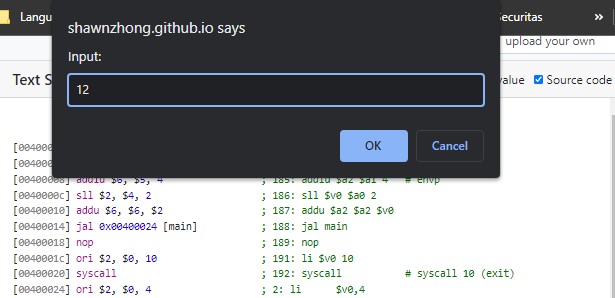 Langu
Securitas
»
shawnzhong.github.io says
upload your own
Input:
Text S
value Source code
12
OK Cancel
[00400008] addiu $6, $5, 4 ; 185: addiu $a2 $a1 4 # envp
[0040000c] sll $2, $4, 2 ; 186: sll $v0 $a0 2
[00400010] addu $6, $6, $2 ; 187: addu $a2 $a2 $v0
[00400014] jal 0x00400024 [main] ; 188: jal main
[00400018] nop ; 189: nop
[0040001c] ori $2, $0, 10 ; 191: li $v0 10
[00400020] syscall ; 192: syscall # syscall 10 (exit)
[00400024] ori $2, $0, 4 ; 2: li $v0,4